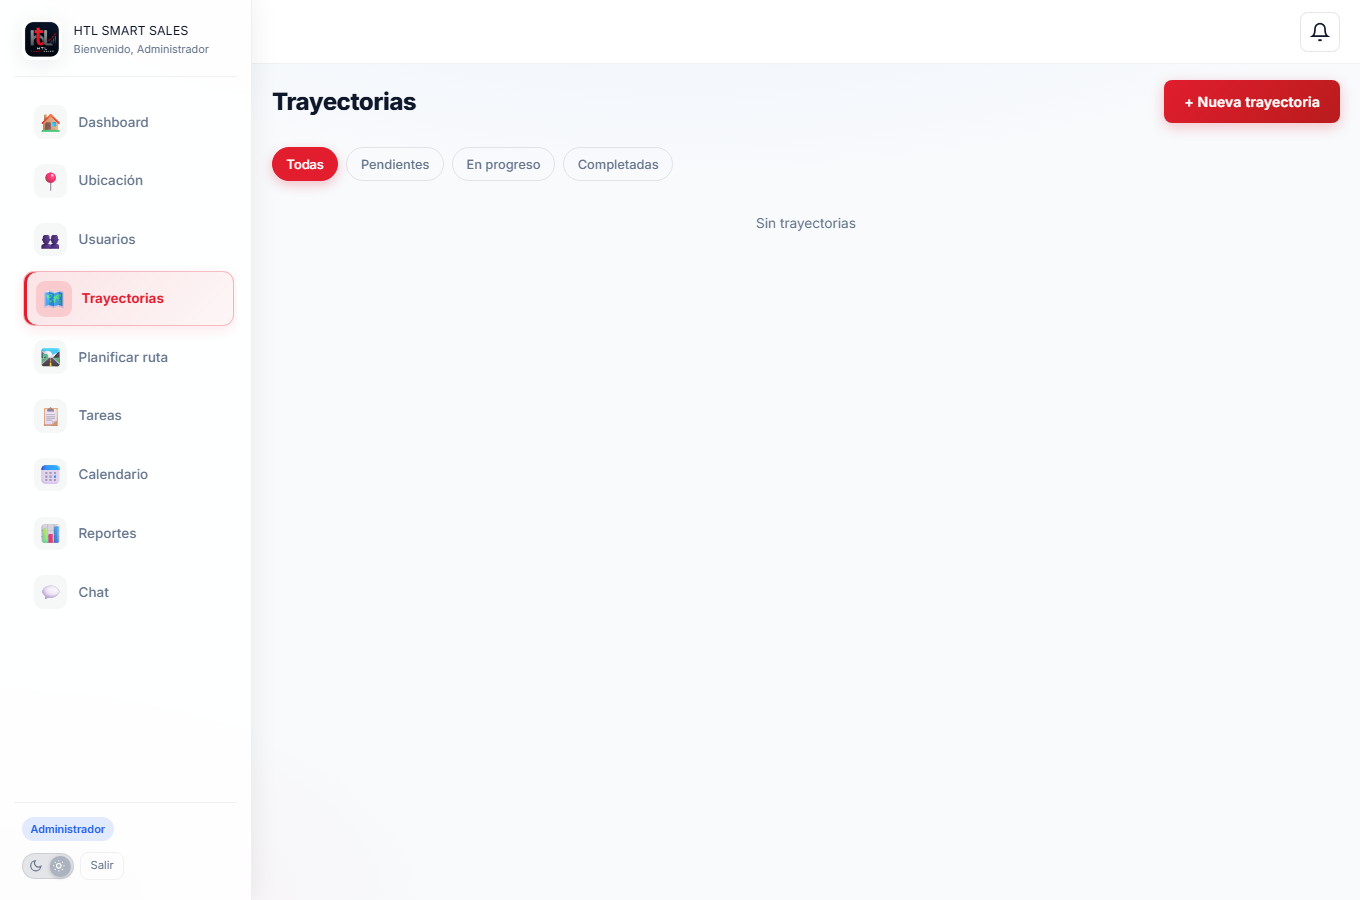 HTL SMART SALES
Bienvenido, Administrador
Dashboard
Ubicación
Usuarios
Trayectorias
Planificar ruta
Tareas
Calendario
Reportes
Chat
Administrador
Salir
Trayectorias
+ Nueva trayectoria
Todas
Pendientes
En progreso
Completadas
Sin trayectorias